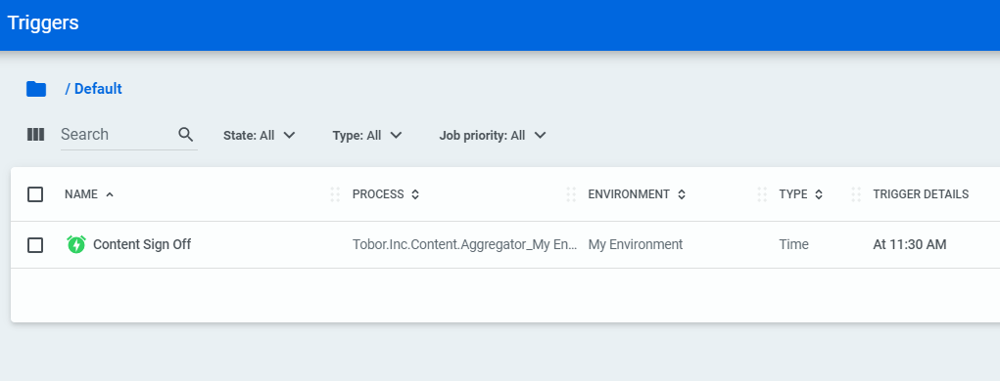 Triggers
/ Default
Search State: All Type: All Job priority: All
NAME PROCESS ENVIRONMENT TYPE TRIGGER DETAILS
Content Sign Off Tobor.Inc.Content.Aggregator_My En... My Environment Time At 11:30 AM